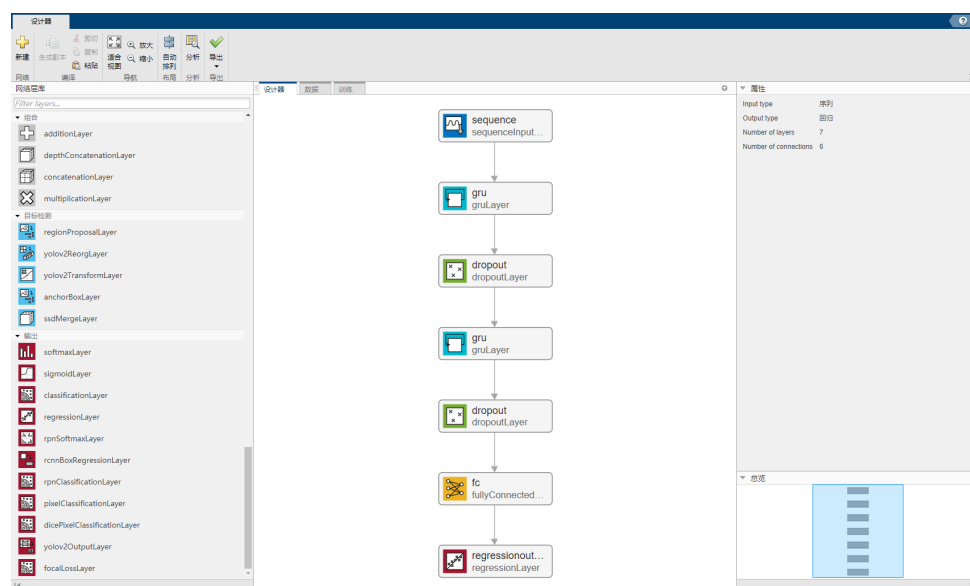 设计器
新建
生成副本
剪切
复制
粘贴
适合
视图
放大
缩小
自动
排列
分析
导出
网络
编译
导航
布局
分析
导出
网络层库
Filter layers...
组合
additionLayer
depthConcatenationLayer
concatenationLayer
multiplicationLayer
目标检测
regionProposalLayer
yolov2ReorgLayer
yolov2TransformLayer
anchorBoxLayer
ssdMergeLayer
输出
softmaxLayer
sigmoidLayer
classificationLayer
regressionLayer
rpnSoftmaxLayer
rcnnBoxRegressionLayer
rpnClassificationLayer
pixelClassificationLayer
dicePixelClassificationLayer
yolov2OutputLayer
focalLossLayer
设计器 数据 训练
sequence
sequenceInput...
gru
gruLayer
dropout
dropoutLayer
gru
gruLayer
dropout
dropoutLayer
fc
fullyConnected...
regressionout...
regressionLayer
属性
Input type 序列
Output type 回归
Number of layers 7
Number of connections 6
总览